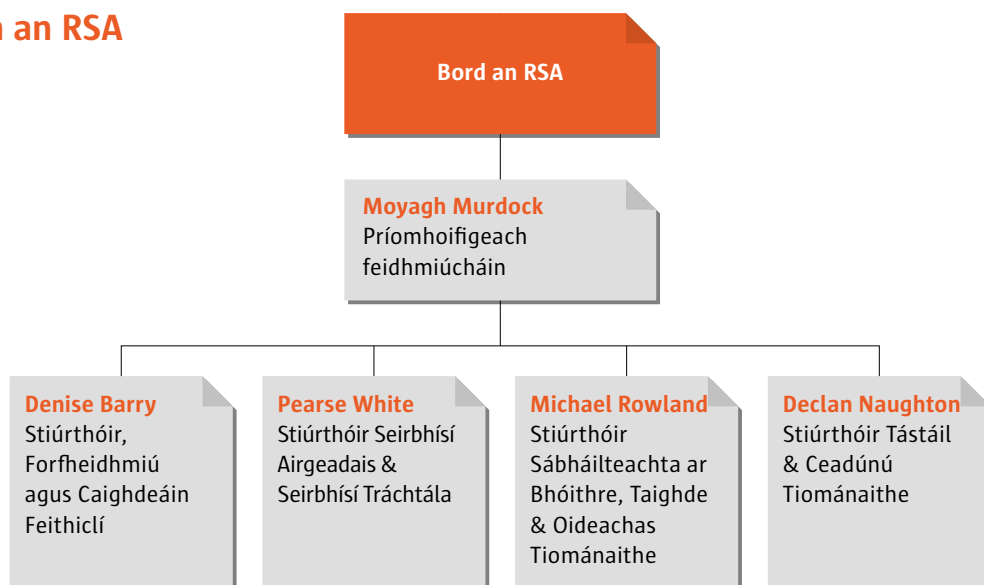 an RSA
Bord an RSA
Moyagh Murdock
Príomhoifigeach
feidhmiúcháin
Denise Barry
Stiúrthóir,
Forfheidhmiú
agus Caighdeáin
Feithiclí
Pearse White
Stiúrthóir Seirbhísí
Airgeadais &
Seirbhísí Tráchtála
Michael Rowland
Stiúrthóir
Sábháilteachta ar
Bhóithre, Taighde
& Oideachas
Tiománaithe
Declan Naughton
Stiúrthóir Tástáil
& Ceadúnú
Tiománaithe